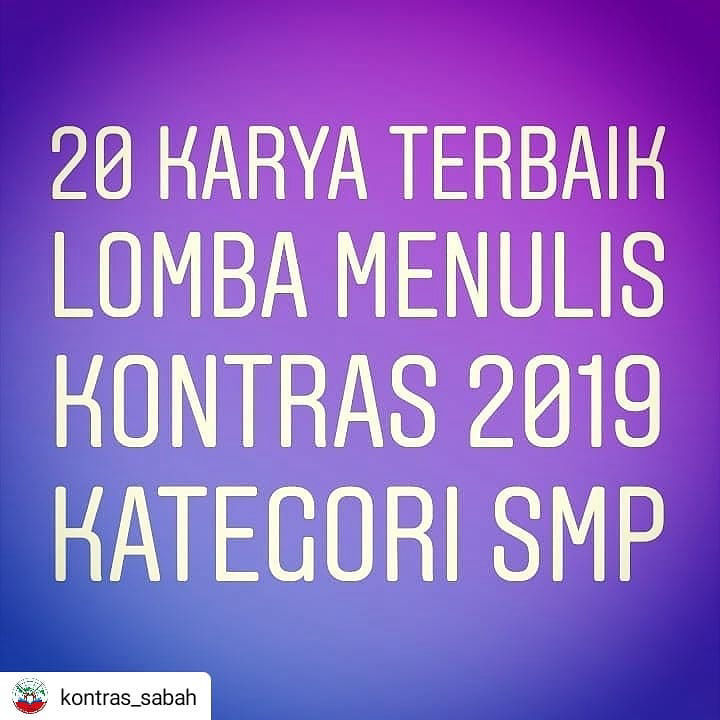 20 KARYA TERBAIK
LOMBA MENULIS
KONTRAS 2019
KATEGORI SMP
kontras_sabah